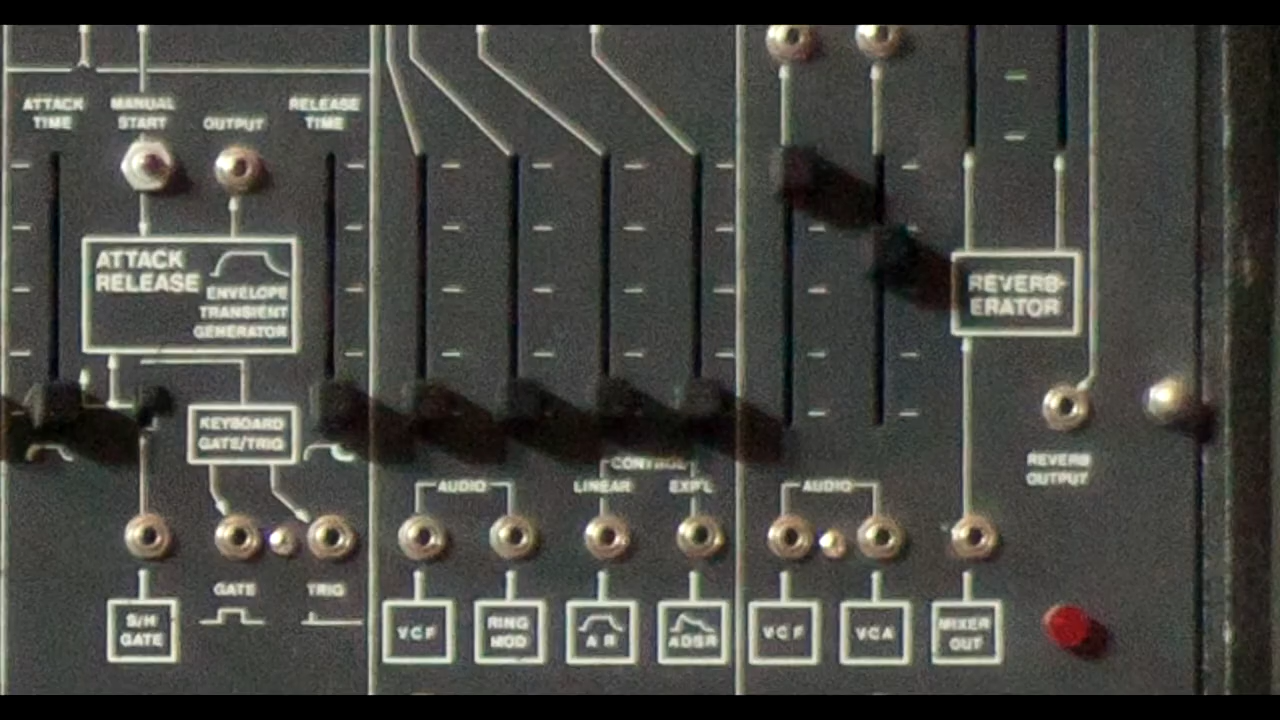 ATTACK
TIME
MANUAL
START
OUTPUT
RELEASE
TIME
ATTACK
RELEASE
ENVELOPE
TRANSIENT
GENERATOR
REVERB-
ERATOR
KEYBOARD
GATE/TRIG
CONTROL
AUDIO
LINEAR
EXP'L
AUDIO
REVERB
OUTPUT
GATE
TRIG
S/H
GATE
VCF
RING
MOD
AR
ADSR
VCF
VCA
MIXER
OUT